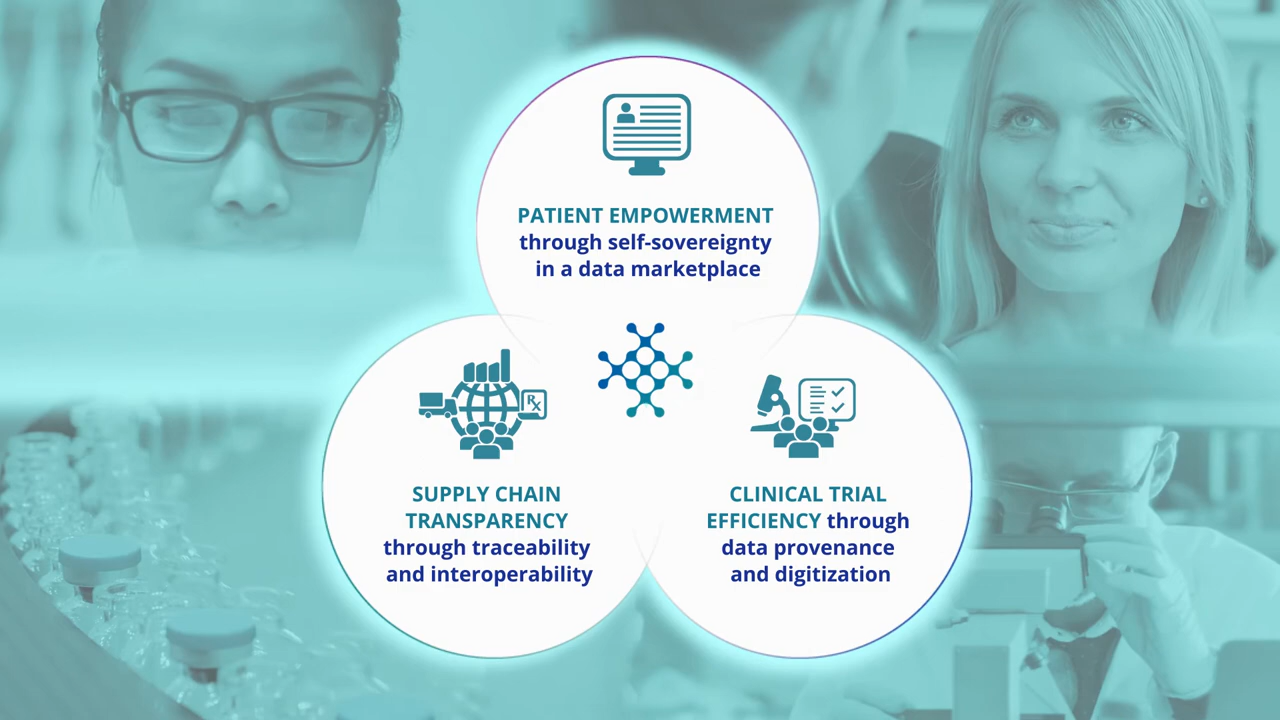 PATIENT EMPOWERMENT
through self-sovereignty
in a data marketplace
Rx
SUPPLY CHAIN
TRANSPARENCY
through traceability
and interoperability
CLINICAL TRIAL
EFFICIENCY through
data provenance
and digitization